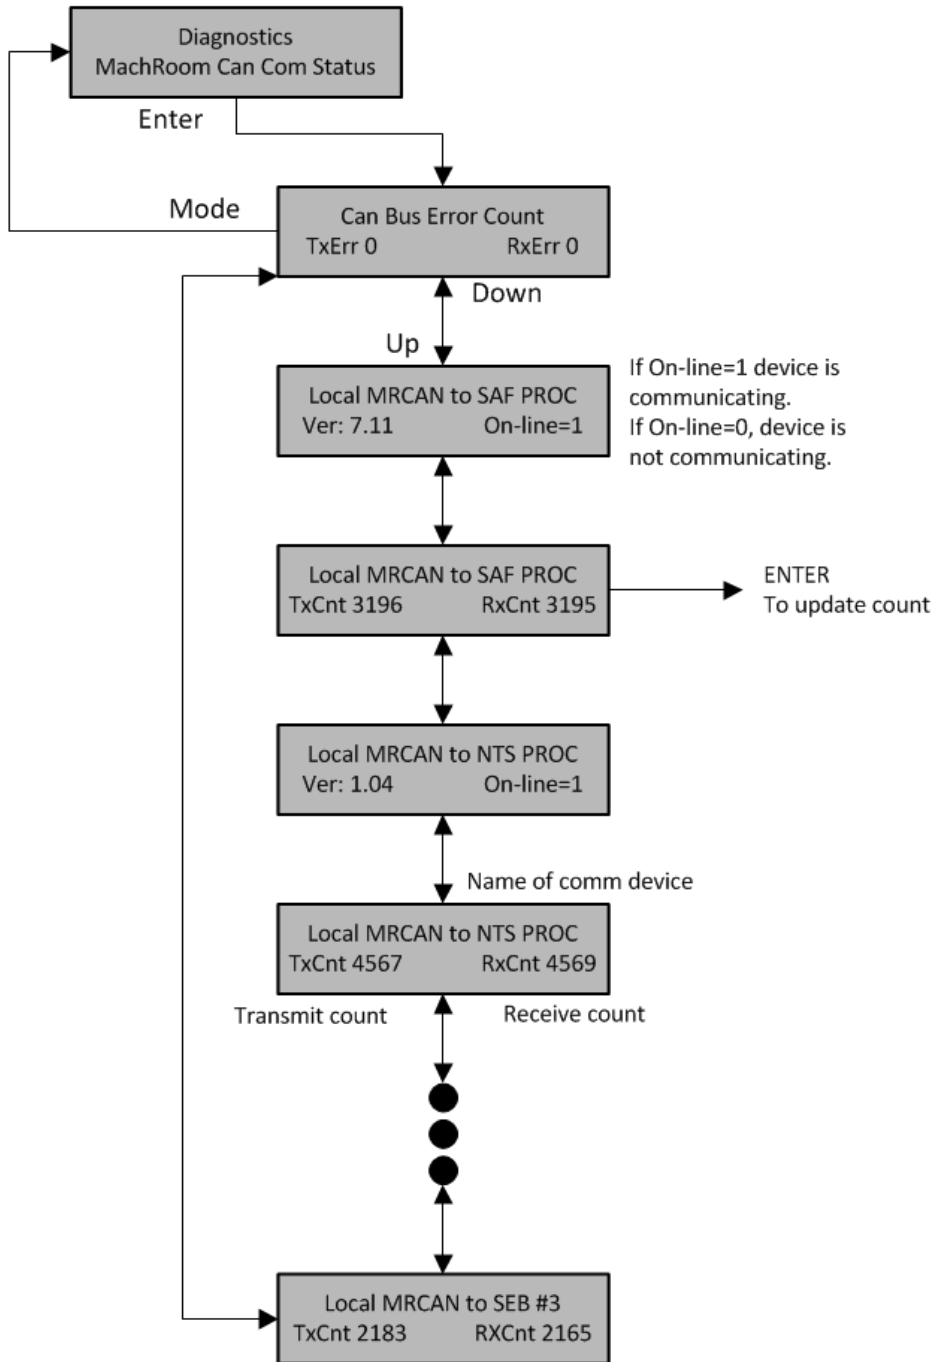 Diagnostics
MachRoom Can Com Status
Enter
Mode
Can Bus Error Count
TxErr 0 RxErr 0
Down
Up
Local MRCAN to SAF PROC
Ver: 7.11 On-line=1
If On-line=1 device is
communicating.
If On-line=0, device is
not communicating.
Local MRCAN to SAF PROC
TxCnt 3196 RxCnt 3195
ENTER
To update count
Local MRCAN to NTS PROC
Ver: 1.04 On-line=1
Name of comm device
Local MRCAN to NTS PROC
TxCnt 4567 RxCnt 4569
Transmit count
Receive count
Local MRCAN to SEB #3
TxCnt 2183 RXCnt 2165